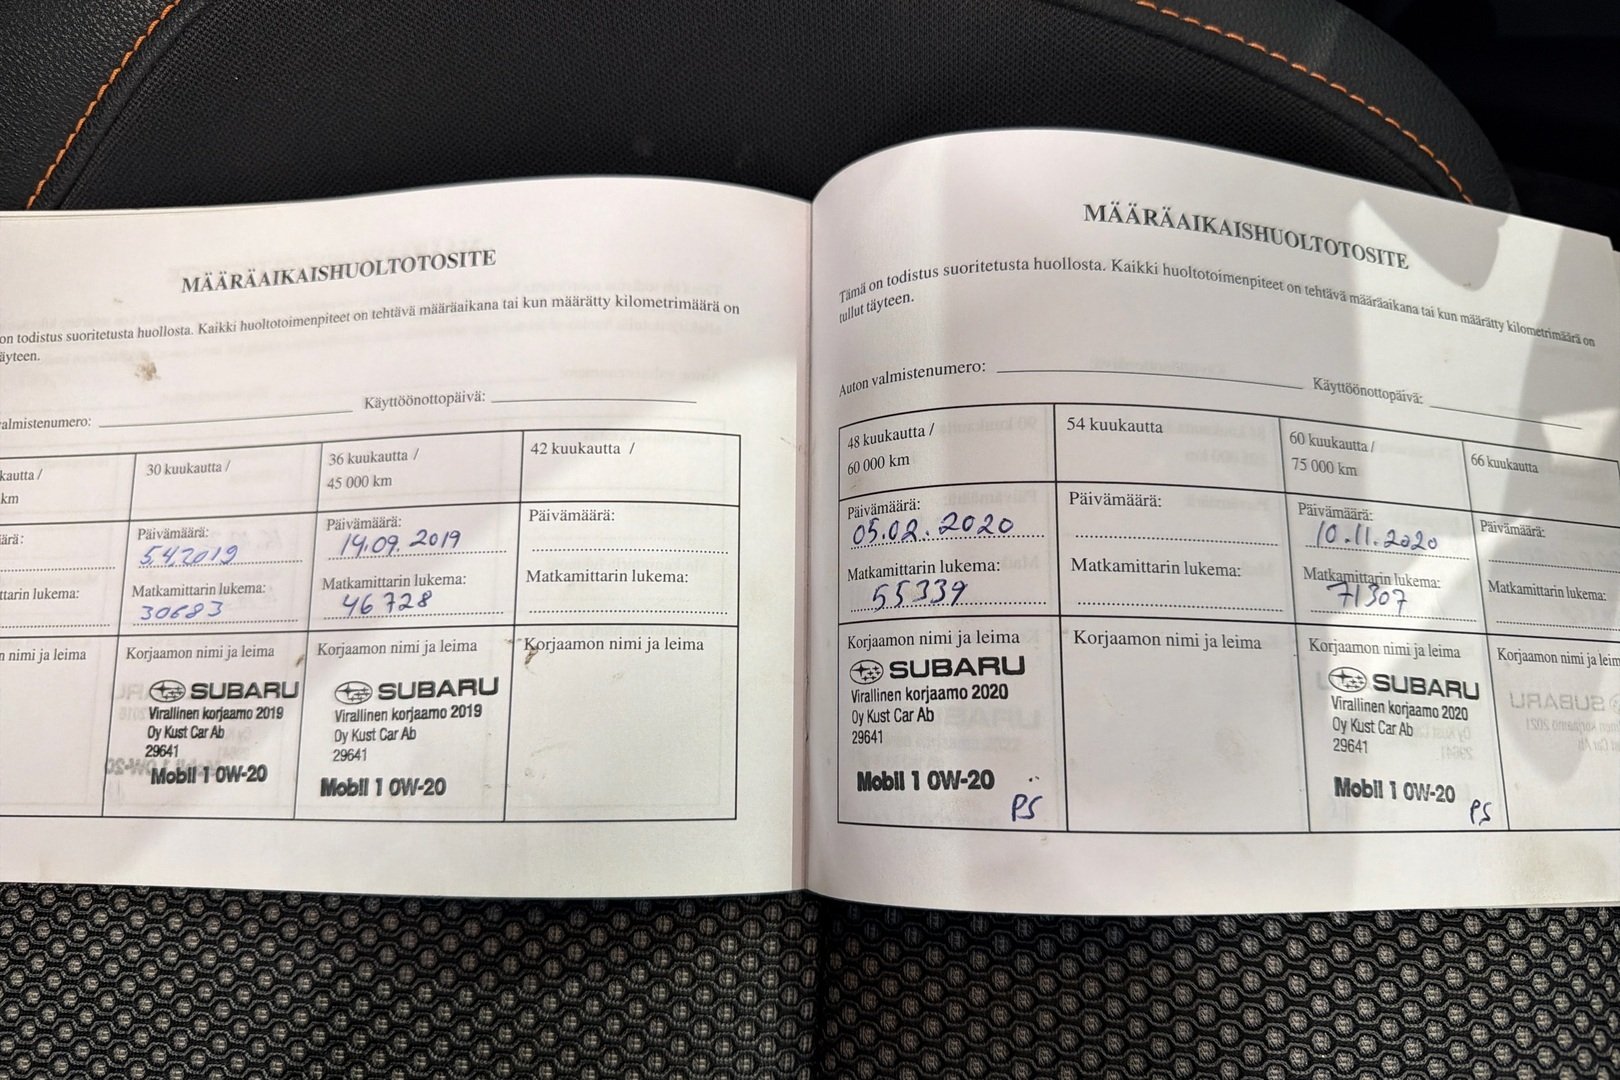 MÄÄRÄAIKAISHUOLTOTOSITE
on todistus suoritetusta huollosta. Kaikki huoltotoimenpiteet on tehtävä määräaikana tai kun määrätty kilometrimäärä on
äyteen.
valmistenumero: Käyttöönottopäivä:
kautta /
km
ärä:
ttarin lukema:
n nimi ja leima
30 kuukautta /
Päivämäärä:
5.4.2019
Matkamittarin lukema:
30683
Korjaamon nimi ja leima
SUBARU
Virallinen korjaamo 2019
Oy Kust Car Ab
29641
Mobil 1 0W-20
36 kuukautta /
45 000 km
Päivämäärä:
14.09.2019
Matkamittarin lukema:
46728
Korjaamon nimi ja leima
SUBARU
Virallinen korjaamo 2019
Oy Kust Car Ab
29641
Mobil 1 0W-20
42 kuukautta /
Päivämäärä:
Matkamittarin lukema:
Korjaamon nimi ja leima
MÄÄRÄAIKAISHUOLTOTOSITE
Tämä on todistus suoritetusta huollosta. Kaikki huoltotoimenpiteet on tehtävä määräaikana tai kun määrätty kilometrimäärä on
tullut täyteen.
Auton valmistenumero: Käyttöönottopäivä:
48 kuukautta /
60 000 km
Päivämäärä:
05.02.2020
Matkamittarin lukema:
55339
Korjaamon nimi ja leima
SUBARU
Virallinen korjaamo 2020
Oy Kust Car Ab
29641
Mobil 1 0W-20
PS
54 kuukautta
Päivämäärä:
Matkamittarin lukema:
Korjaamon nimi ja leima
60 kuukautta /
75 000 km
Päivämäärä:
10.11.2020
Matkamittarin lukema:
71307
Korjaamon nimi ja leima
SUBARU
Virallinen korjaamo 2020
Oy Kust Car Ab
29641
Mobil 1 0W-20
PS
66 kuukautta
Päivämäärä:
Matkamittarin lukema:
Korjaamon nimi ja leim